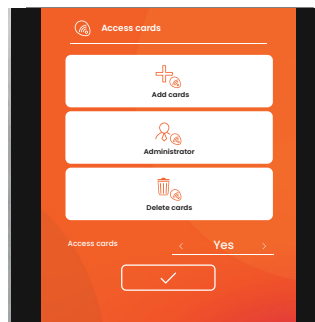 Access cards
Add cards
Administrator
Delete cards
Access cards
Yes